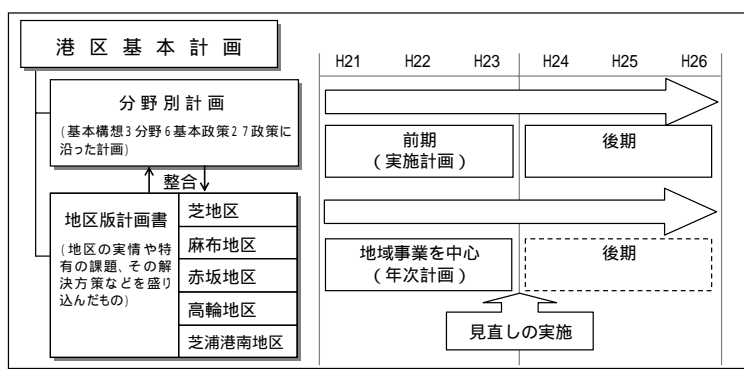 港区基本計画
分野別計画
(基本構想3分野6基本政策27政策に
沿った計画)
整合
地区版計画書
(地区の実情や特
有の課題、その解
決方策などを盛り
込んだもの)
芝地区
麻布地区
赤坂地区
高輪地区
芝浦港南地区
H21 H22 H23 H24 H25 H26
前期
(実施計画)
後期
地域事業を中心
(年次計画)
後期
見直しの実施